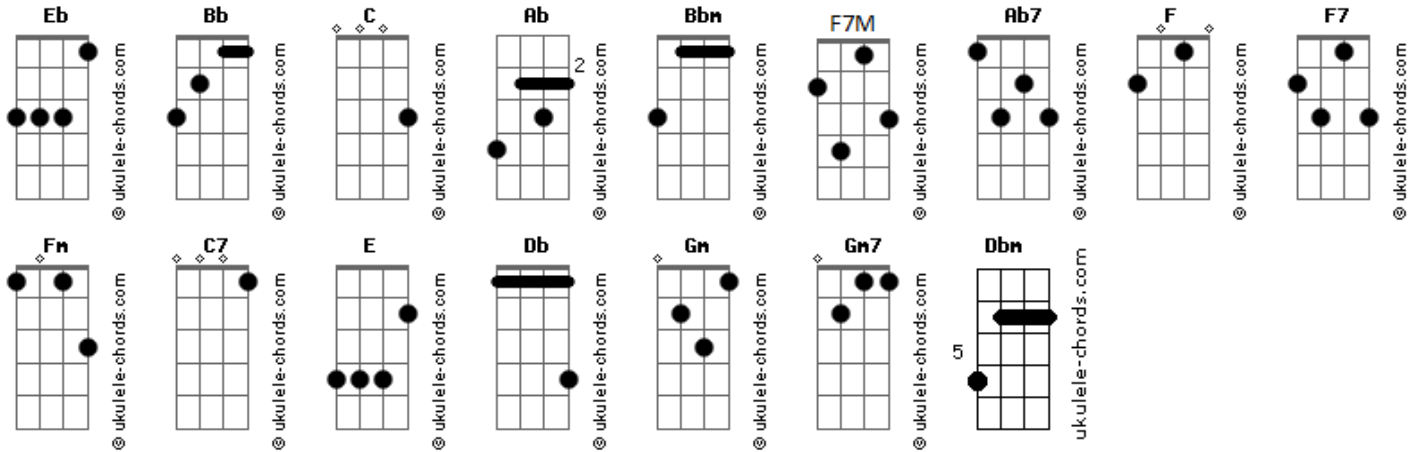 Eb Bb C Ab Bbm F7M Ab7 F F7
2
© ukulele-chords.com © ukulele-chords.com © ukulele-chords.com © ukulele-chords.com © ukulele-chords.com © ukulele-chords.com © ukulele-chords.com © ukulele-chords.com © ukulele-chords.com
Fm C7 E Db Gm Gm7 Dbm
5
© ukulele-chords.com © ukulele-chords.com © ukulele-chords.com © ukulele-chords.com © ukulele-chords.com © ukulele-chords.com ukulele-chords.com